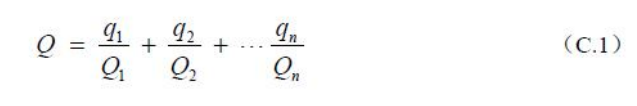 Q = q₁/Q₁ + q₂/Q₂ + ··· qₙ/Qₙ （C.1）